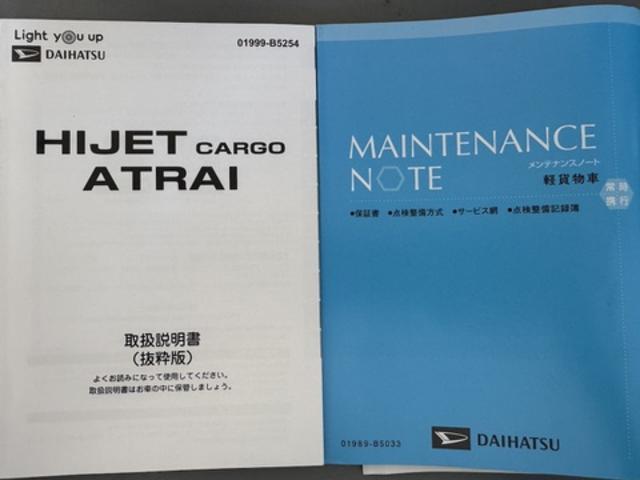 Light you up
DAIHATSU
01999-B5254
HIJET CARGO
ATRAI
取扱説明書
(抜粋版)
よくお読みになって使用してください。
取扱説明書はお車の中に保管しましょう。
MAINTENANCE
NOTE
メンテナンスノート
軽貨物車
常時
携行
●保証書 ●点検整備方式 ●サービス網 ●点検整備記録簿
01989-B5033
DAIHATSU